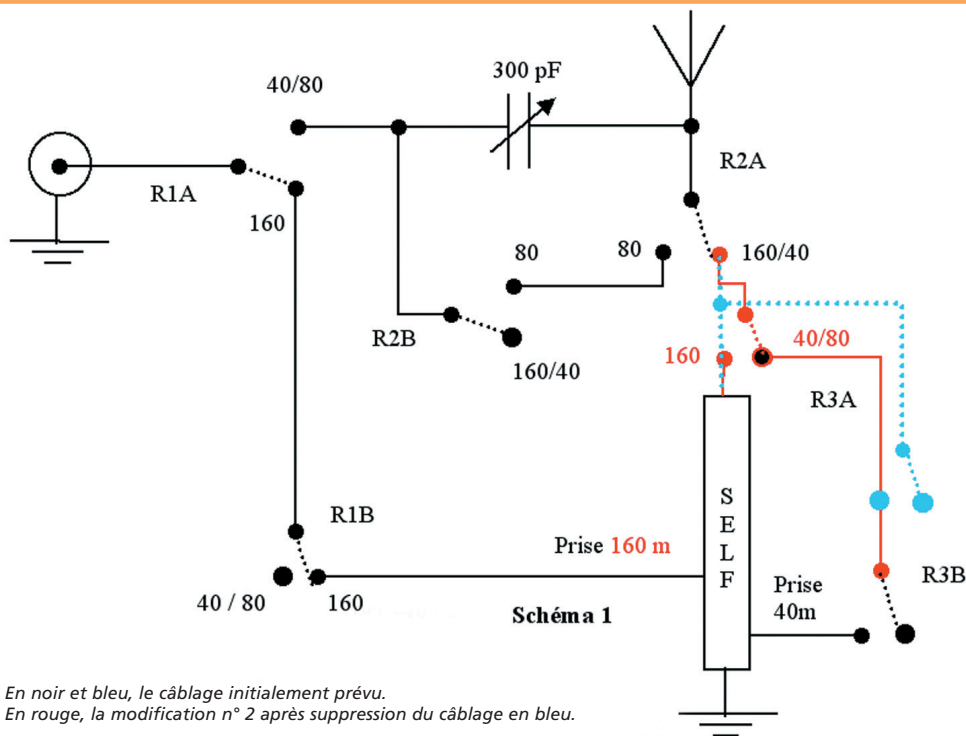 300 pF
40/80
R2A
R1A
160
80
80
160/40
R2B
160/40
160
40/80
R3A
R1B
S
E
L
F
Prise 160 m
R3B
Prise
40m
40 / 80
160
Schéma 1
En noir et bleu, le câblage initialement prévu.
En rouge, la modification n° 2 après suppression du câblage en bleu.